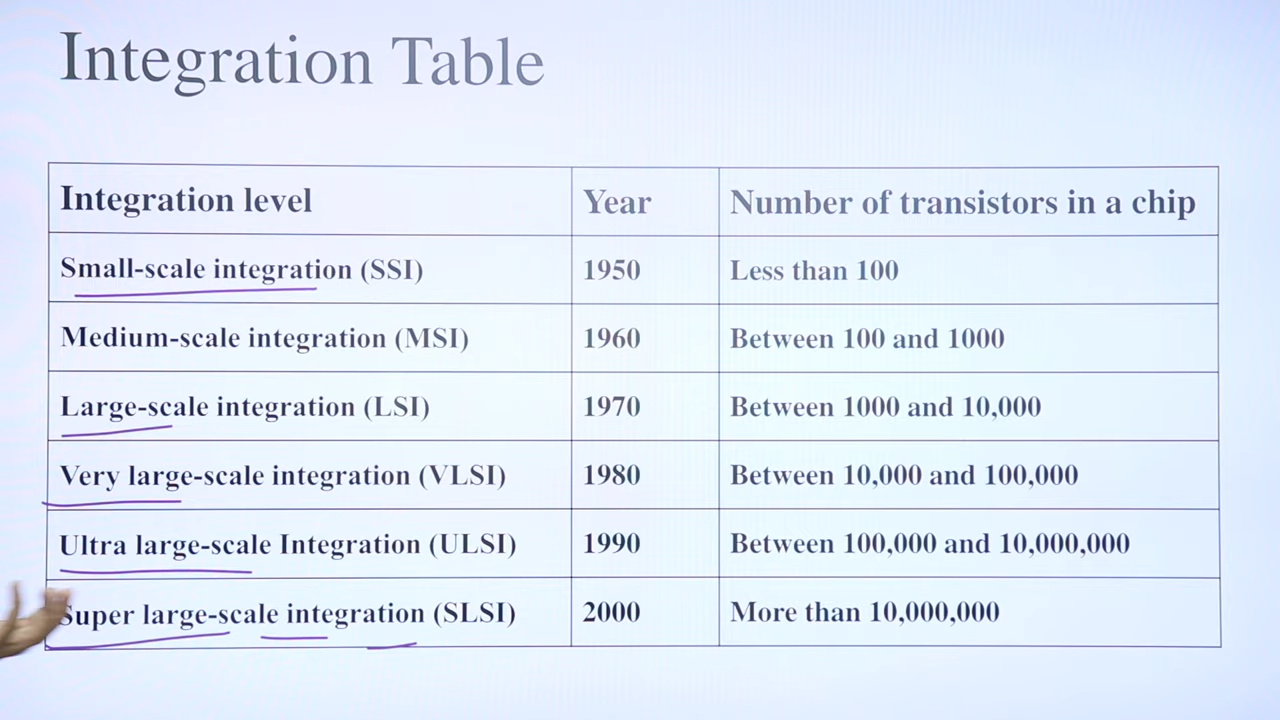 Integration Table
Integration level Year Number of transistors in a chip
Small-scale integration (SSI) 1950 Less than 100
Medium-scale integration (MSI) 1960 Between 100 and 1000
Large-scale integration (LSI) 1970 Between 1000 and 10,000
Very large-scale integration (VLSI) 1980 Between 10,000 and 100,000
Ultra large-scale Integration (ULSI) 1990 Between 100,000 and 10,000,000
Super large-scale integration (SLSI) 2000 More than 10,000,000